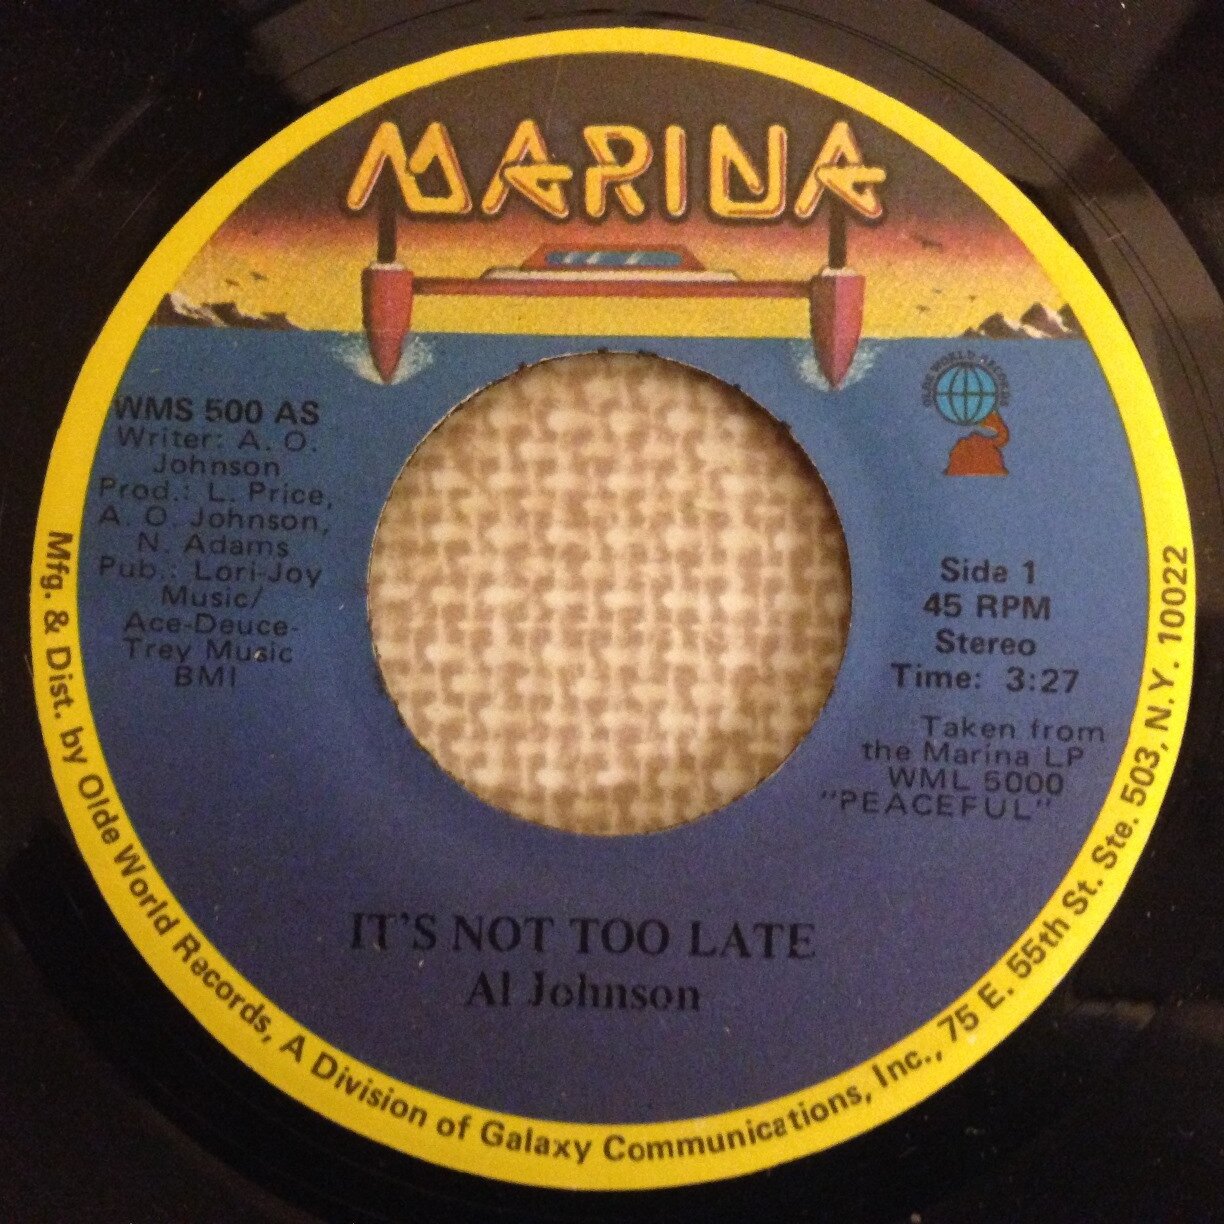 MARINA
OLDE WORLD RECORDS
WMS 500 AS
Writer: A. O.
Johnson
Prod.: L. Price,
A. O. Johnson,
N. Adams
Pub.: Lori-Joy
Music/
Ace-Deuce-
Trey Music
BMI
Side 1
45 RPM
Stereo
Time: 3:27
Taken from
the Marina LP
WML 5000
"PEACEFUL"
IT'S NOT TOO LATE
Al Johnson
Mfg. & Dist. by Olde World Records, A Division of Galaxy Communications, Inc., 75 E. 55th St. Ste. 503, N.Y. 10022